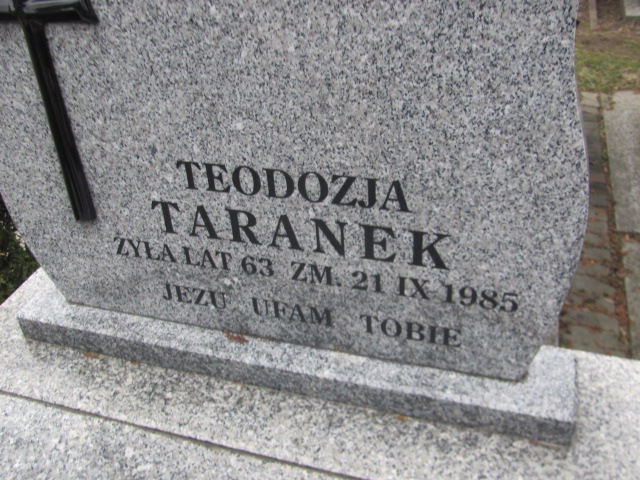 TEODOZJA
TARANEK
ŻYŁA LAT 63 ZM. 21 IX 1985
JEZU UFAM TOBIE